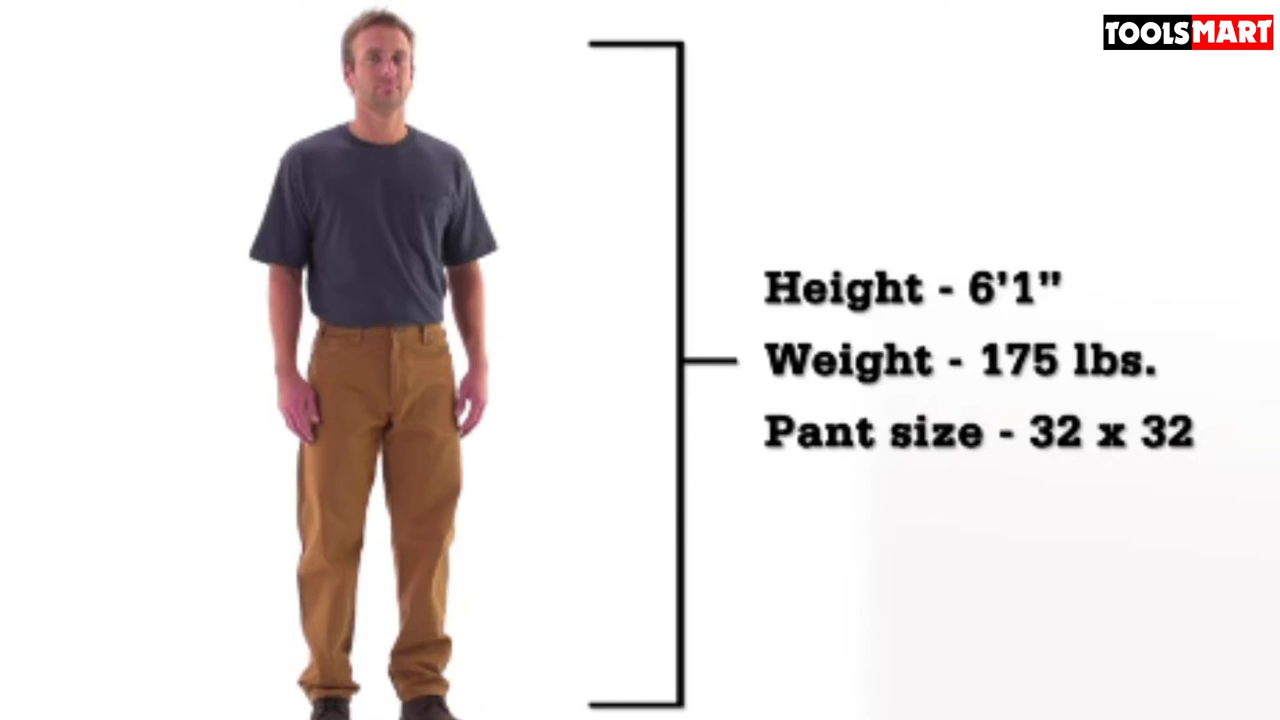 TOOLSMART
Height - 6’1”
Weight - 175 lbs.
Pant size - 32 x 32